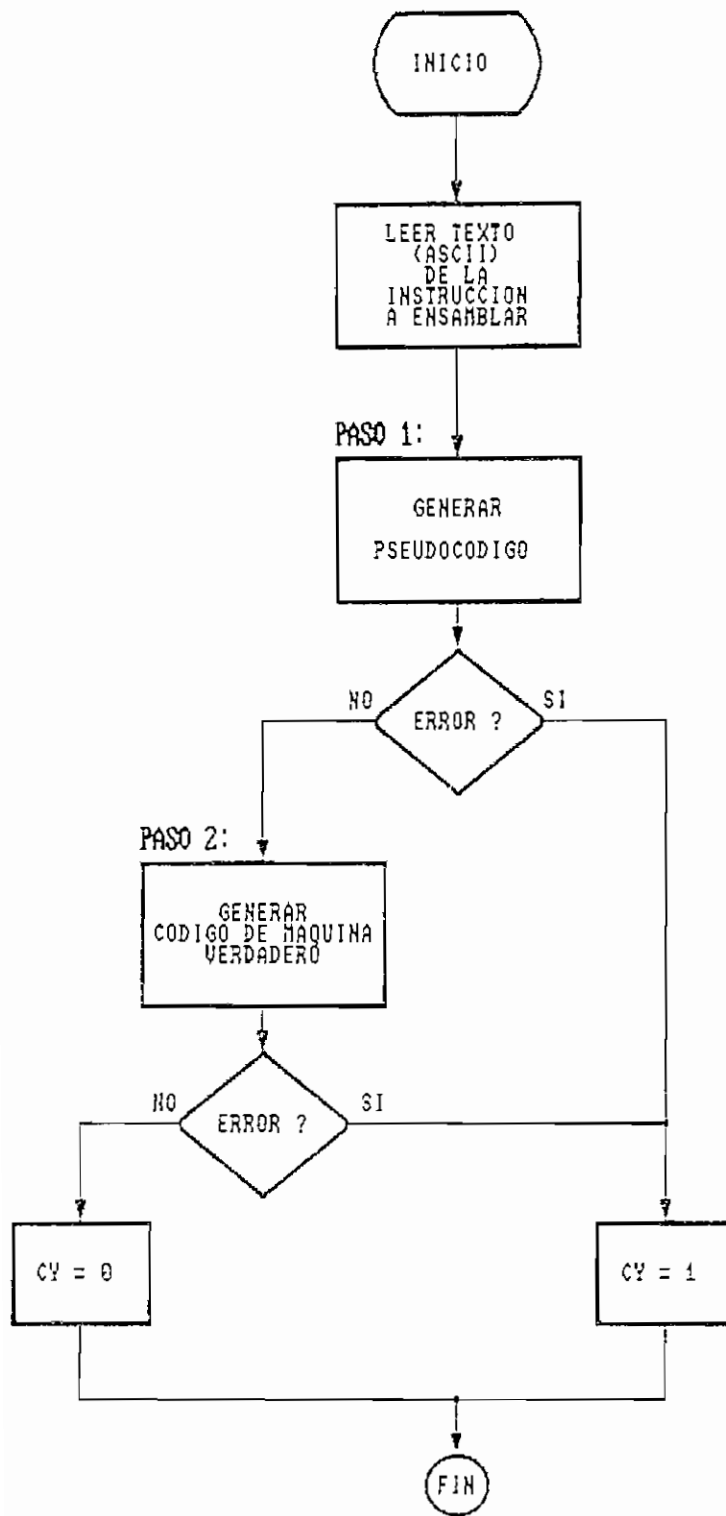 INICIO
LEER TEXTO
(ASCII)
DE LA
INSTRUCCION
A ENSAMBLAR
PASO 1:
GENERAR
PSEUDOCODIGO
NO
SI
ERROR ?
PASO 2:
GENERAR
CODIGO DE MAQUINA
VERDADERO
NO
SI
ERROR ?
CY = 0
CY = 1
FIN